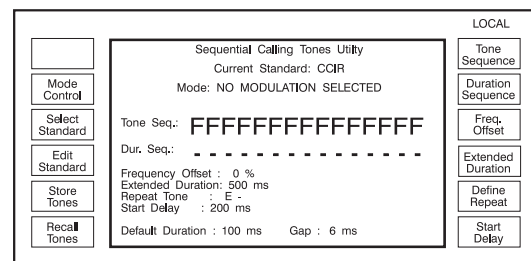 LOCAL
Sequential Calling Tones Utilty
Current Standard: CCIR
Mode: NO MODULATION SELECTED
Tone Seq.: FFFFFFFFFFFFFFF
Dur. Seq.: - - - - - - - - - - - - - - -
Frequency Offset : 0 %
Extended Duration: 500 ms
Repeat Tone : E -
Start Delay : 200 ms
Default Duration : 100 ms Gap : 6 ms
Mode
Control
Select
Standard
Edit
Standard
Store
Tones
Recall
Tones
Tone
Sequence
Duration
Sequence
Freq.
Offset
Extended
Duration
Define
Repeat
Start
Delay